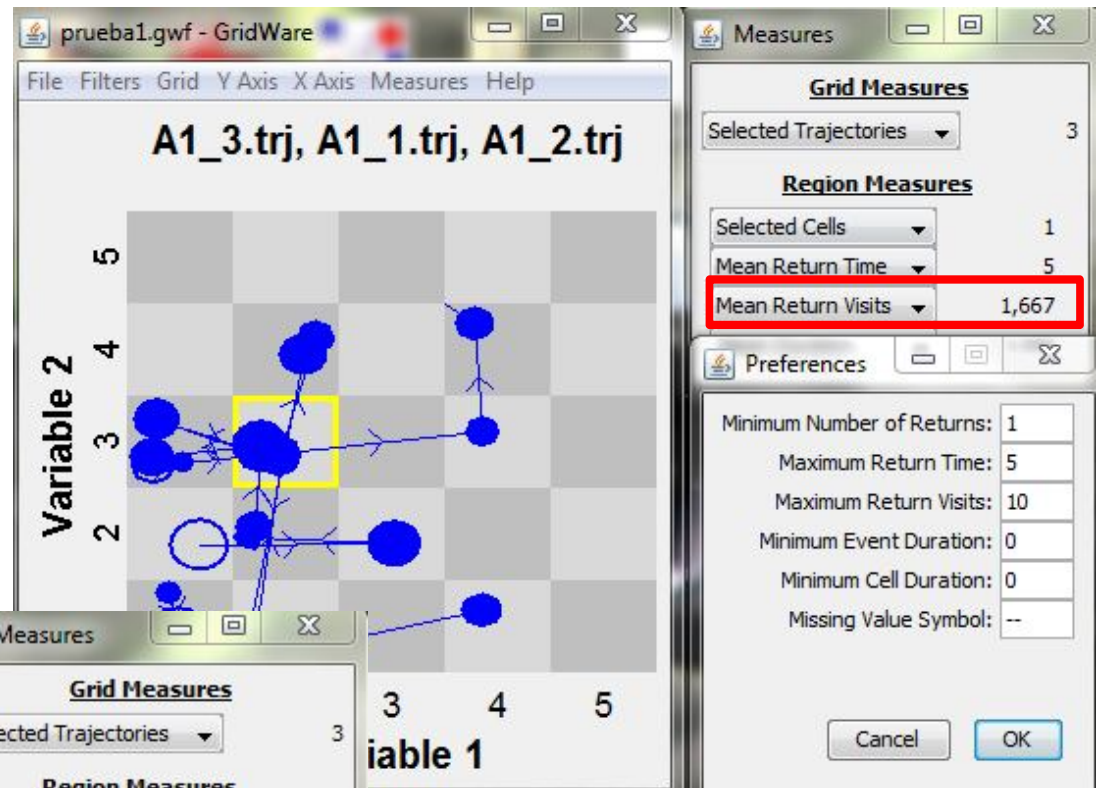 prueba1.gwf - GridWare
File Filters Grid Y Axis X Axis Measures Help
A1_3.trj, A1_1.trj, A1_2.trj
Variable 2
5
4
3
2
3 4 5
iable 1
Measures
Grid Measures
Selected Trajectories 3
Region Measures
Selected Cells 1
Mean Return Time 5
Mean Return Visits 1,667
Preferences
Minimum Number of Returns: 1
Maximum Return Time: 5
Maximum Return Visits: 10
Minimum Event Duration: 0
Minimum Cell Duration: 0
Missing Value Symbol: --
Cancel OK
Measures
Grid Measures
ected Trajectories 3
Region Measures